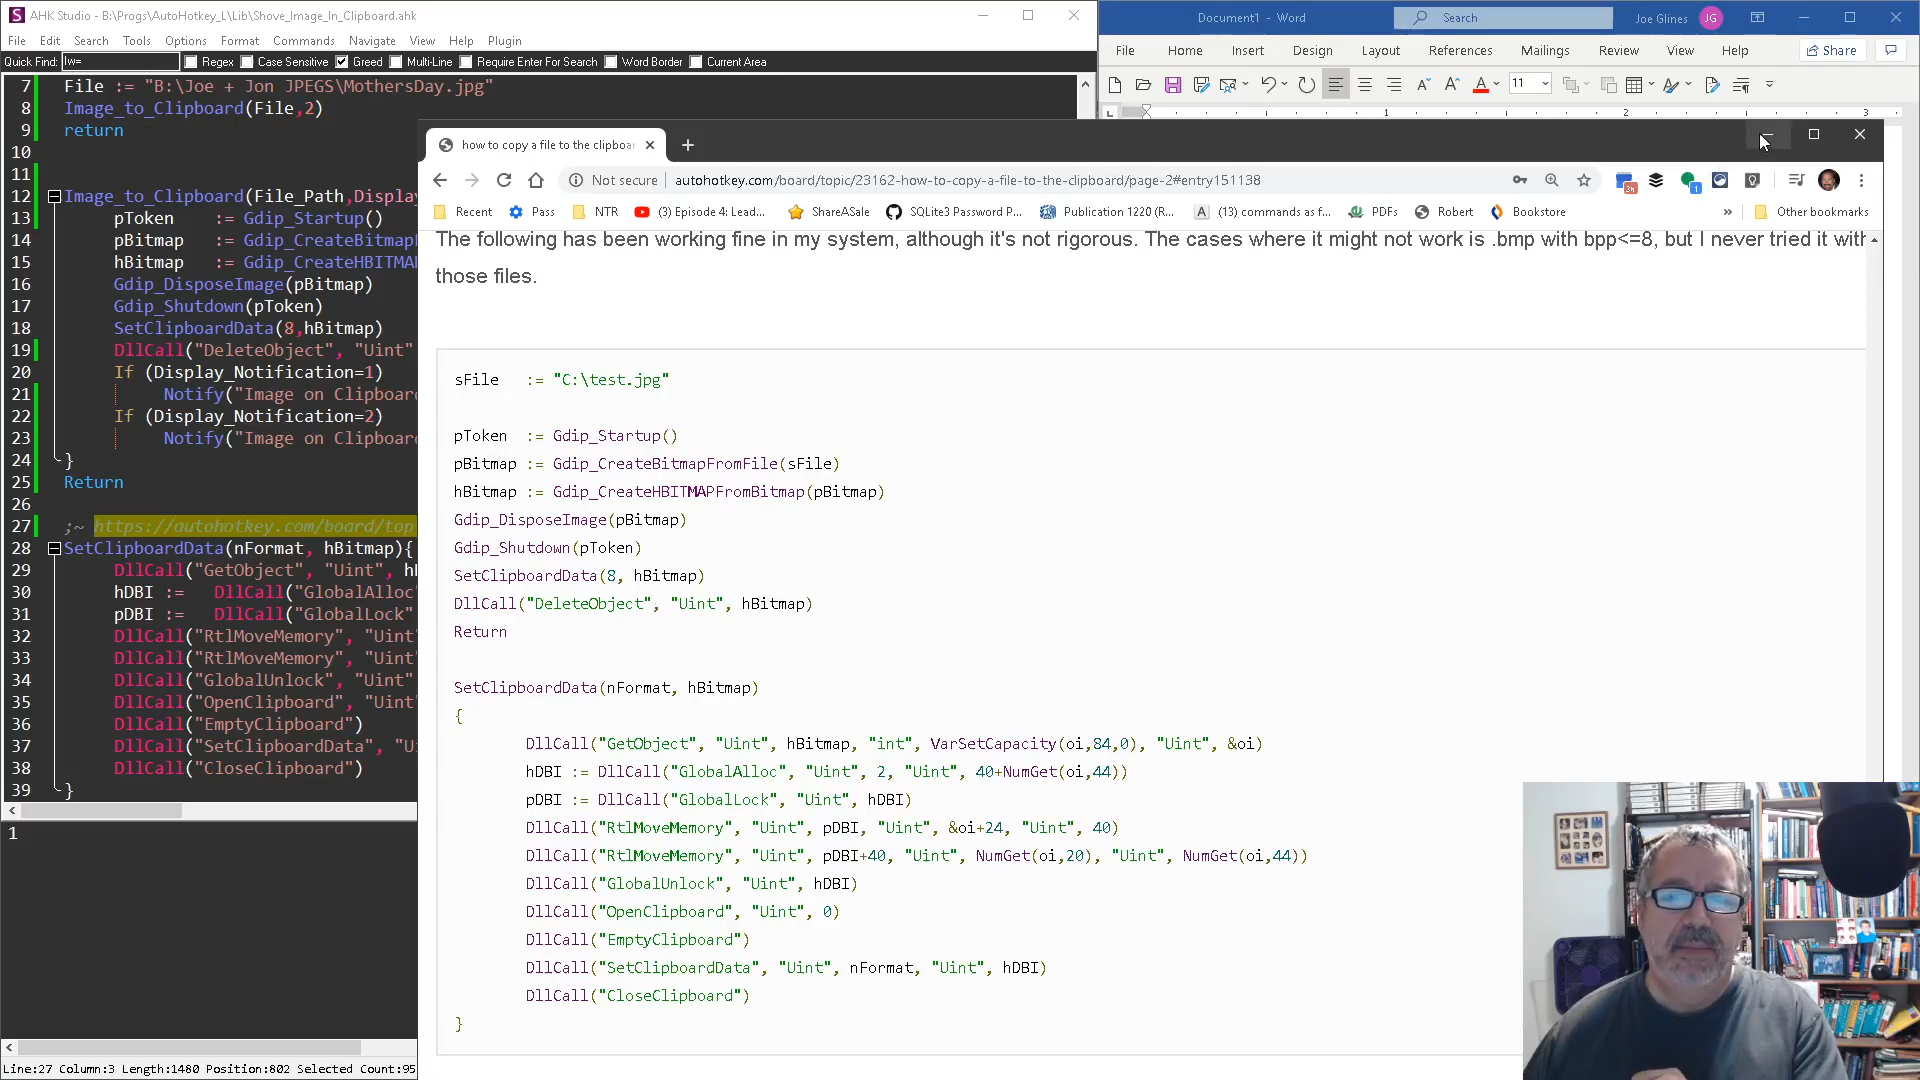 AHK Studio - B:\Progs\AutoHotkey_L\Lib\Shove_Image_In_Clipboard.ahk
File Edit Search Tools Options Format Commands Navigate View Help Plugin
Quick Find: lw= Regex Case Sensitive Greed Multi-Line Require Enter For Search Word Border Current Area
7 File := "B:\Joe + Jon JPEGS\MothersDay.jpg"
8 Image_to_Clipboard(File,2)
9 return
10
11
12 Image_to_Clipboard(File_Path,Display
13 pToken := Gdip_Startup()
14 pBitmap := Gdip_CreateBitmap
15 hBitmap := Gdip_CreateHBITMAP
16 Gdip_DisposeImage(pBitmap)
17 Gdip_Shutdown(pToken)
18 SetClipboardData(8,hBitmap)
19 DllCall("DeleteObject", "Uint"
20 If (Display_Notification=1)
21 Notify("Image on Clipboar
22 If (Display_Notification=2)
23 Notify("Image on Clipboar
24 }
25 Return
26
27 ;~ https://autohotkey.com/board/top
28 SetClipboardData(nFormat, hBitmap){
29 DllCall("GetObject", "Uint", h
30 hDBI := DllCall("GlobalAlloc
31 pDBI := DllCall("GlobalLock"
32 DllCall("RtlMoveMemory", "Uint
33 DllCall("RtlMoveMemory", "Uint
34 DllCall("GlobalUnlock", "Uint"
35 DllCall("OpenClipboard", "Uint
36 DllCall("EmptyClipboard")
37 DllCall("SetClipboardData", "U
38 DllCall("CloseClipboard")
39 }
1
Line:27 Column:3 Length:1480 Position:802 Selected Count:95
Document1 - Word Search Joe Glines JG
File Home Insert Design Layout References Mailings Review View Help Share
11
1 2 3
how to copy a file to the clipboar
Not secure | autohotkey.com/board/topic/23162-how-to-copy-a-file-to-the-clipboard/page-2#entry151138
Recent Pass NTR (3) Episode 4: Lead... ShareASale SQLite3 Password P... Publication 1220 (R... (13) commands as f... PDFs Robert Bookstore » Other bookmarks
The following has been working fine in my system, although it's not rigorous. The cases where it might not work is .bmp with bpp<=8, but I never tried it with
those files.
sFile := "C:\test.jpg"
pToken := Gdip_Startup()
pBitmap := Gdip_CreateBitmapFromFile(sFile)
hBitmap := Gdip_CreateHBITMAPFromBitmap(pBitmap)
Gdip_DisposeImage(pBitmap)
Gdip_Shutdown(pToken)
SetClipboardData(8, hBitmap)
DllCall("DeleteObject", "Uint", hBitmap)
Return
SetClipboardData(nFormat, hBitmap)
{
DllCall("GetObject", "Uint", hBitmap, "int", VarSetCapacity(oi,84,0), "Uint", &oi)
hDBI := DllCall("GlobalAlloc", "Uint", 2, "Uint", 40+NumGet(oi,44))
pDBI := DllCall("GlobalLock", "Uint", hDBI)
DllCall("RtlMoveMemory", "Uint", pDBI, "Uint", &oi+24, "Uint", 40)
DllCall("RtlMoveMemory", "Uint", pDBI+40, "Uint", NumGet(oi,20), "Uint", NumGet(oi,44))
DllCall("GlobalUnlock", "Uint", hDBI)
DllCall("OpenClipboard", "Uint", 0)
DllCall("EmptyClipboard")
DllCall("SetClipboardData", "Uint", nFormat, "Uint", hDBI)
DllCall("CloseClipboard")
}